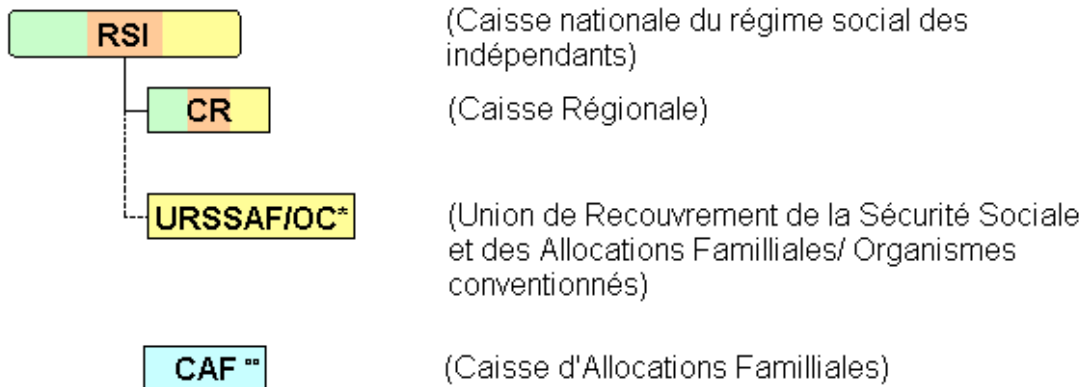 RSI
(Caisse nationale du régime social des
indépendants)
CR
(Caisse Régionale)
URSSAF/OC*
(Union de Recouvrement de la Sécurité Sociale
et des Allocations Familliales/ Organismes
conventionnés)
CAF **
(Caisse d'Allocations Familliales)